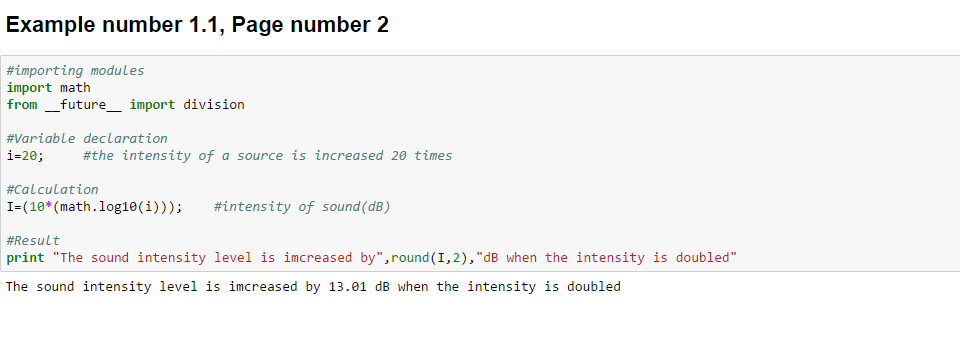 Example number 1.1, Page number 2
#importing modules
import math
from __future__ import division
#Variable declaration
i=20;     #the intensity of a source is increased 20 times
#Calculation
I=(10*(math.log10(i)));    #intensity of sound(dB)
#Result
print "The sound intensity level is imcreased by",round(I,2),"dB when the intensity is doubled"
The sound intensity level is imcreased by 13.01 dB when the intensity is doubled